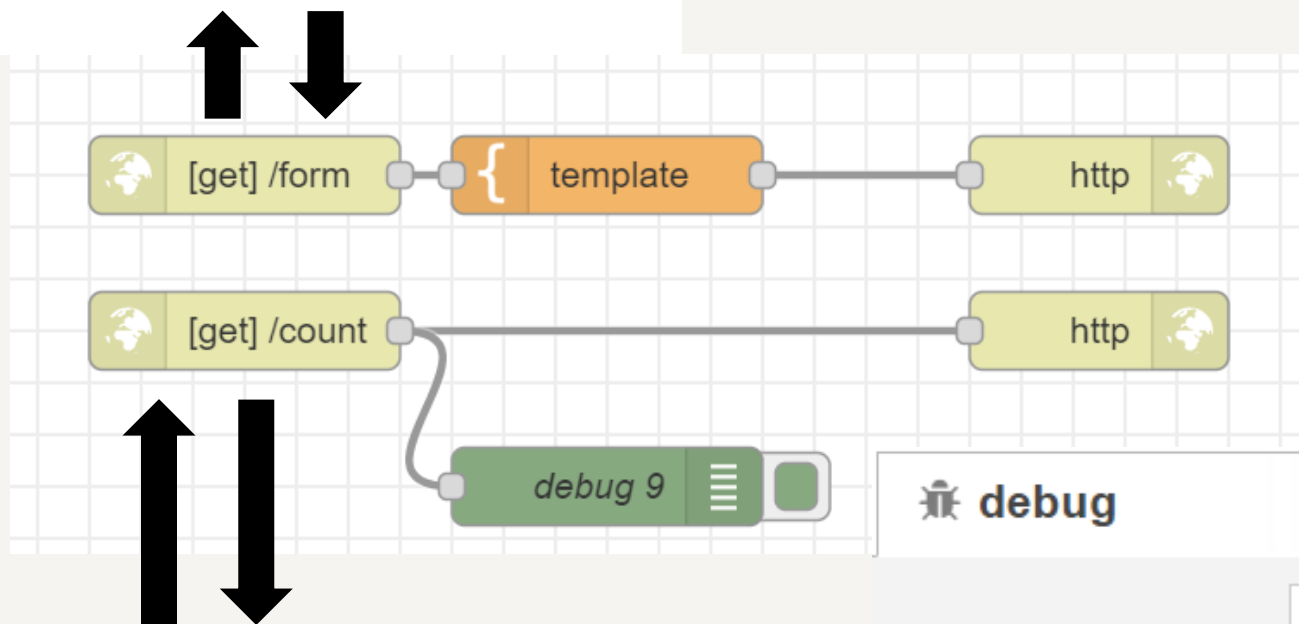 [get] /form
template
http
[get] /count
http
debug 9
debug